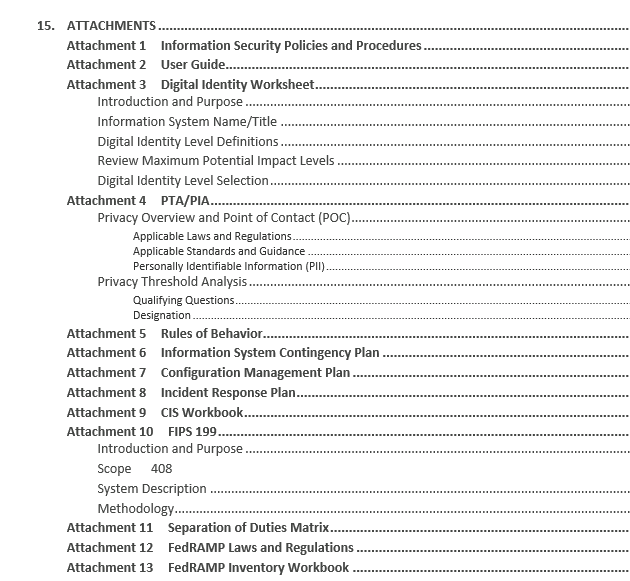 15. ATTACHMENTS
Attachment 1 Information Security Policies and Procedures
Attachment 2 User Guide
Attachment 3 Digital Identity Worksheet
Introduction and Purpose
Information System Name/Title
Digital Identity Level Definitions
Review Maximum Potential Impact Levels
Digital Identity Level Selection
Attachment 4 PTA/PIA
Privacy Overview and Point of Contact (POC)
Applicable Laws and Regulations
Applicable Standards and Guidance
Personally Identifiable Information (PII)
Privacy Threshold Analysis
Qualifying Questions
Designation
Attachment 5 Rules of Behavior
Attachment 6 Information System Contingency Plan
Attachment 7 Configuration Management Plan
Attachment 8 Incident Response Plan
Attachment 9 CIS Workbook
Attachment 10 FIPS 199
Introduction and Purpose
Scope 408
System Description
Methodology
Attachment 11 Separation of Duties Matrix
Attachment 12 FedRAMP Laws and Regulations
Attachment 13 FedRAMP Inventory Workbook